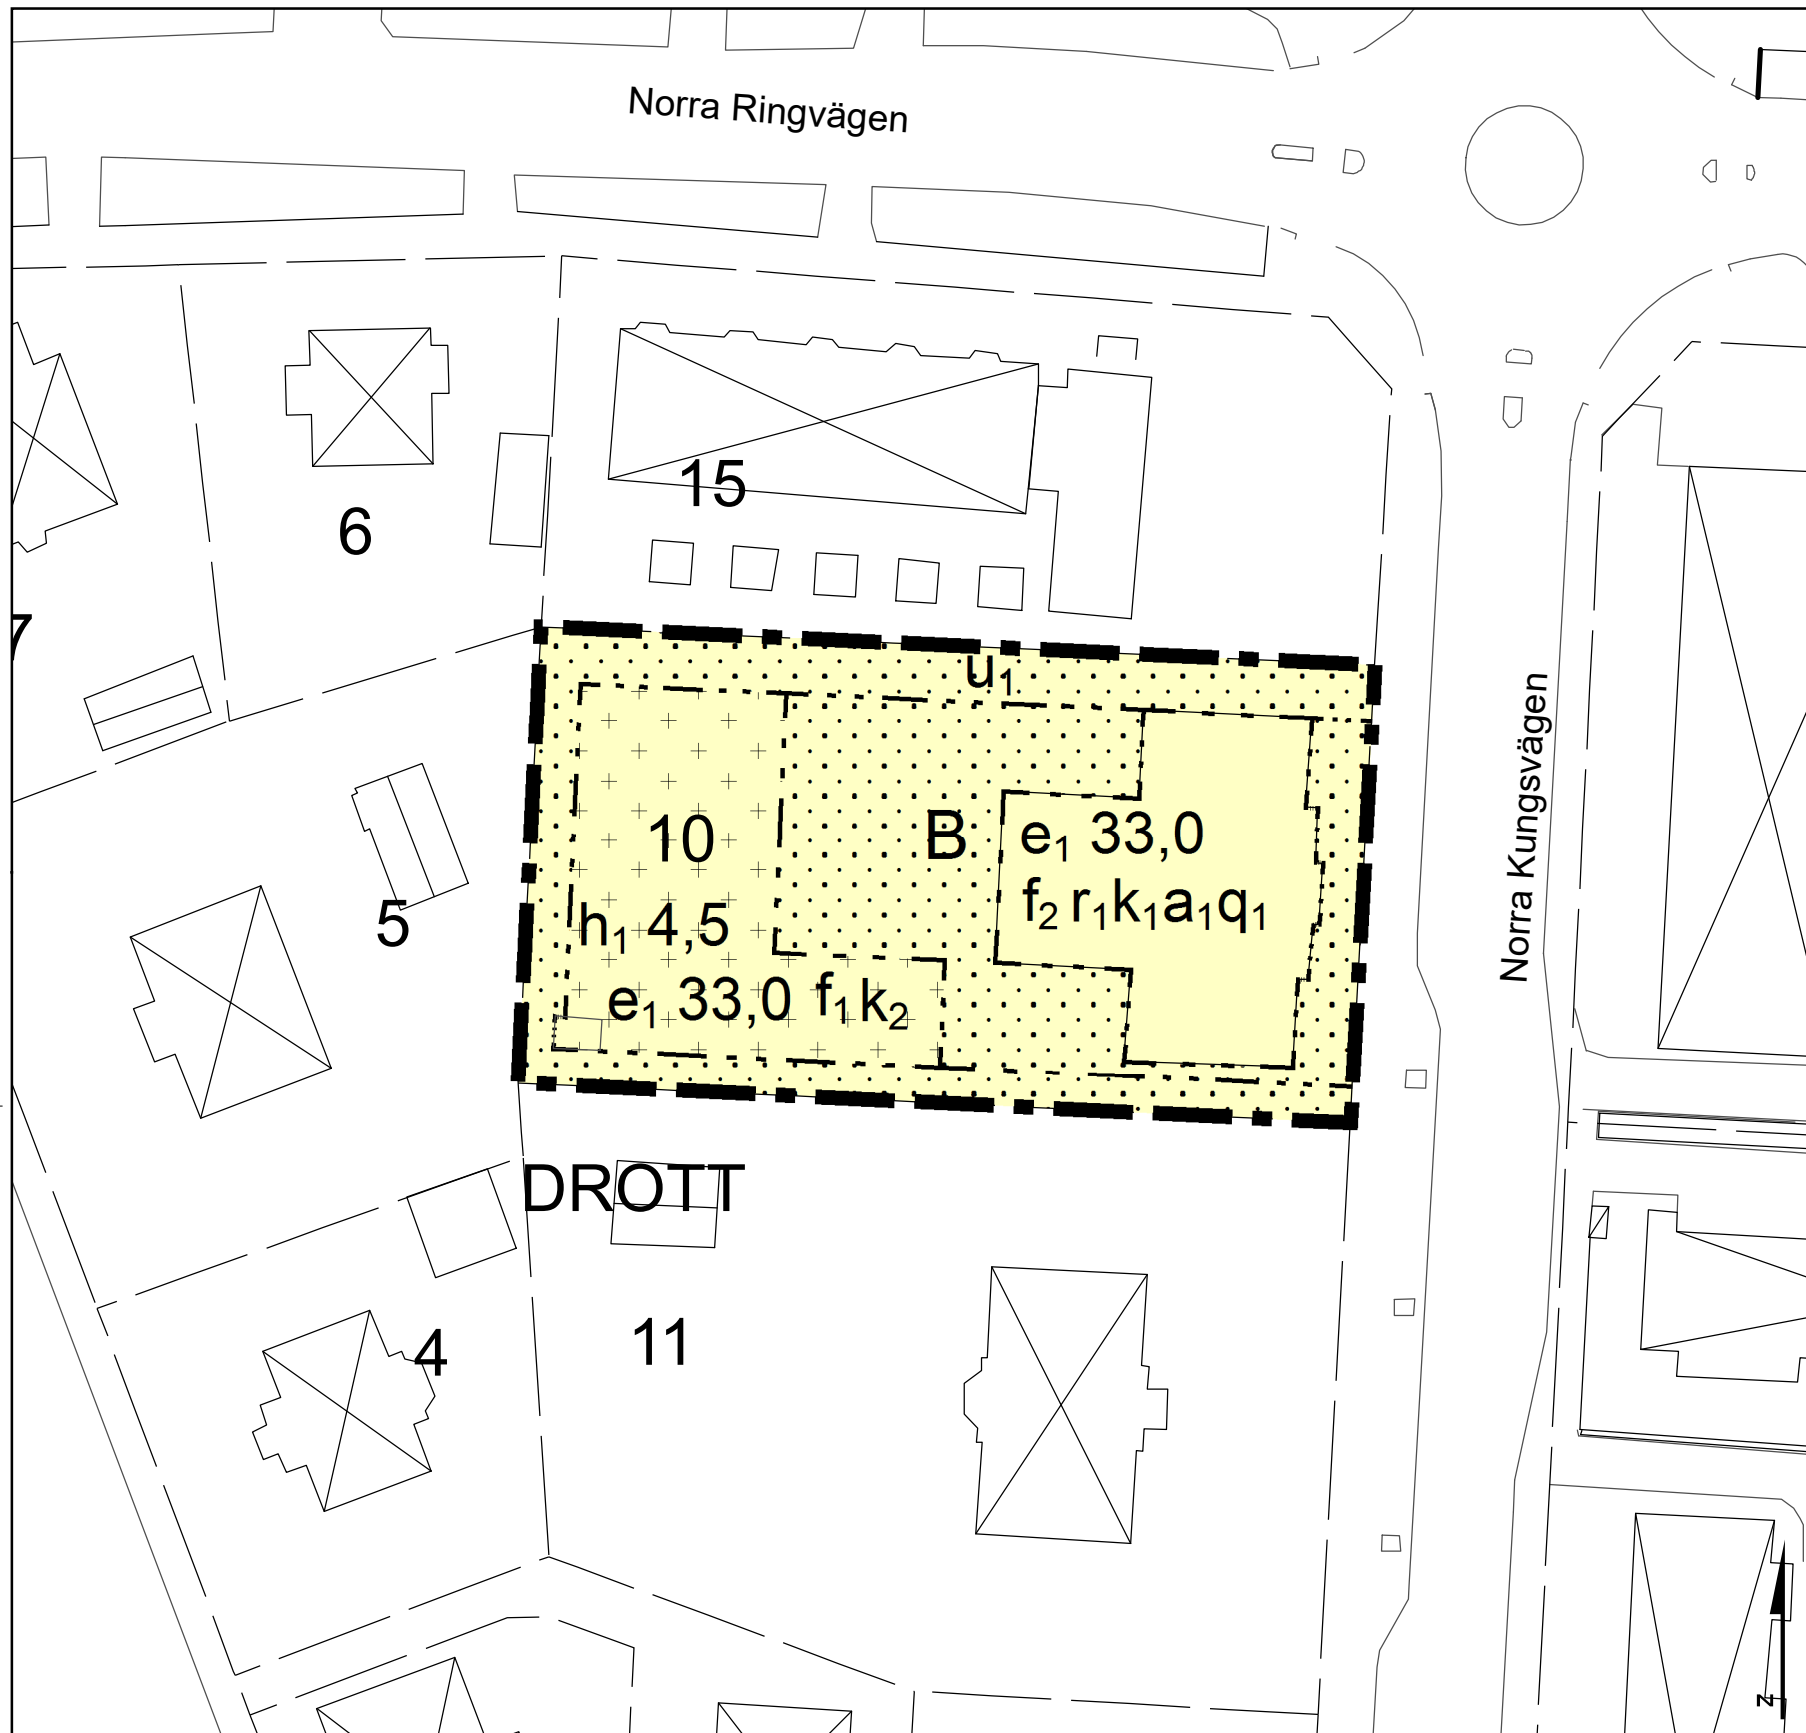 Norra Ringvägen
15
6
7
u₁
Norra Kungsvägen
10
B
e₁ 33,0
f₂ r₁k₁a₁q₁
h₁ 4,5
5
e₁ 33,0 f₁k₂
DROTT
11
4
N